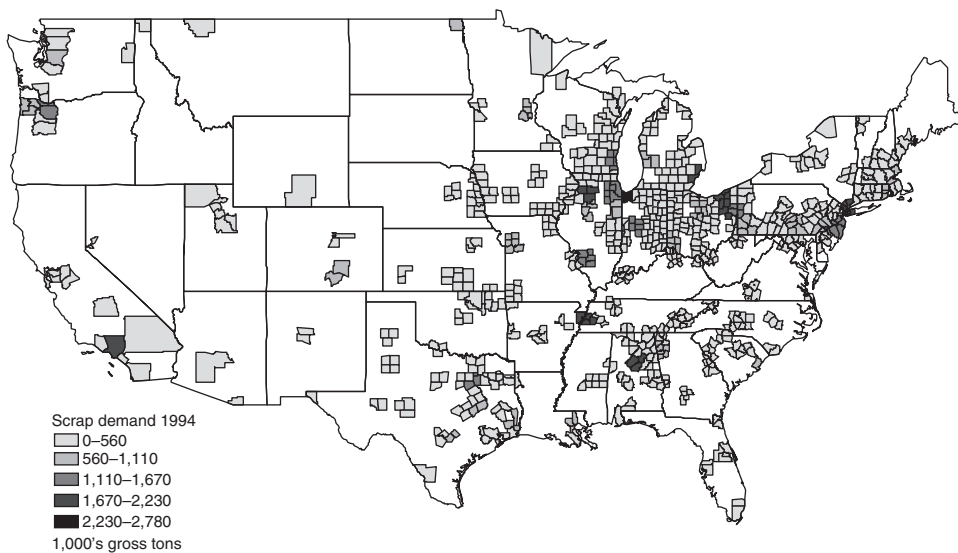 Scrap demand 1994
0–560
560–1,110
1,110–1,670
1,670–2,230
2,230–2,780
1,000's gross tons